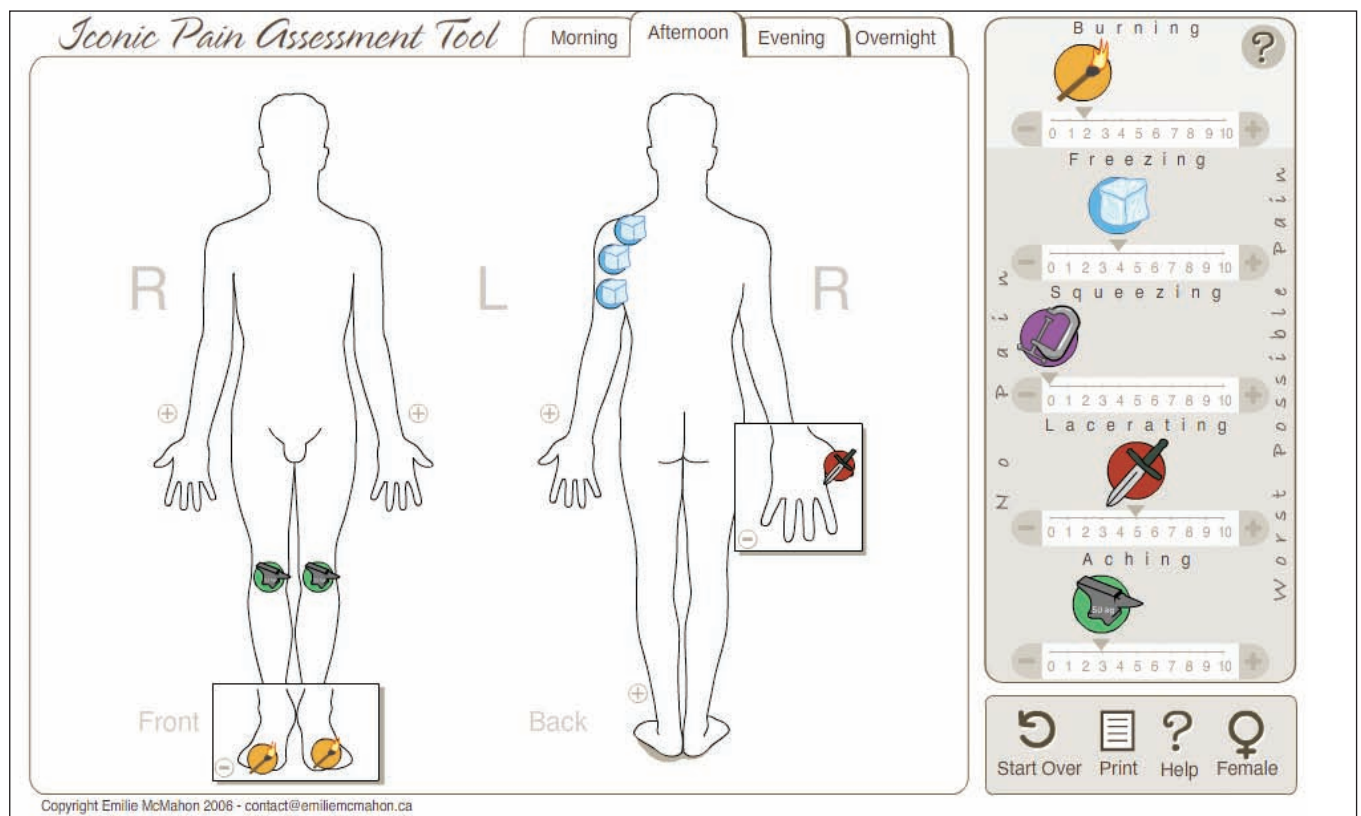 Iconic Pain Assessment Tool
Morning
Afternoon
Evening
Overnight
R
L
R
Front
Back
Burning
?
0 1 2 3 4 5 6 7 8 9 10
Freezing
0 1 2 3 4 5 6 7 8 9 10
Squeezing
0 1 2 3 4 5 6 7 8 9 10
Lacerating
0 1 2 3 4 5 6 7 8 9 10
Aching
50 kg
0 1 2 3 4 5 6 7 8 9 10
No Pain
Worst Possible Pain
Start Over
Print
?
Help
Female
Copyright Emilie McMahon 2006 - contact@emiliemcmahon.ca